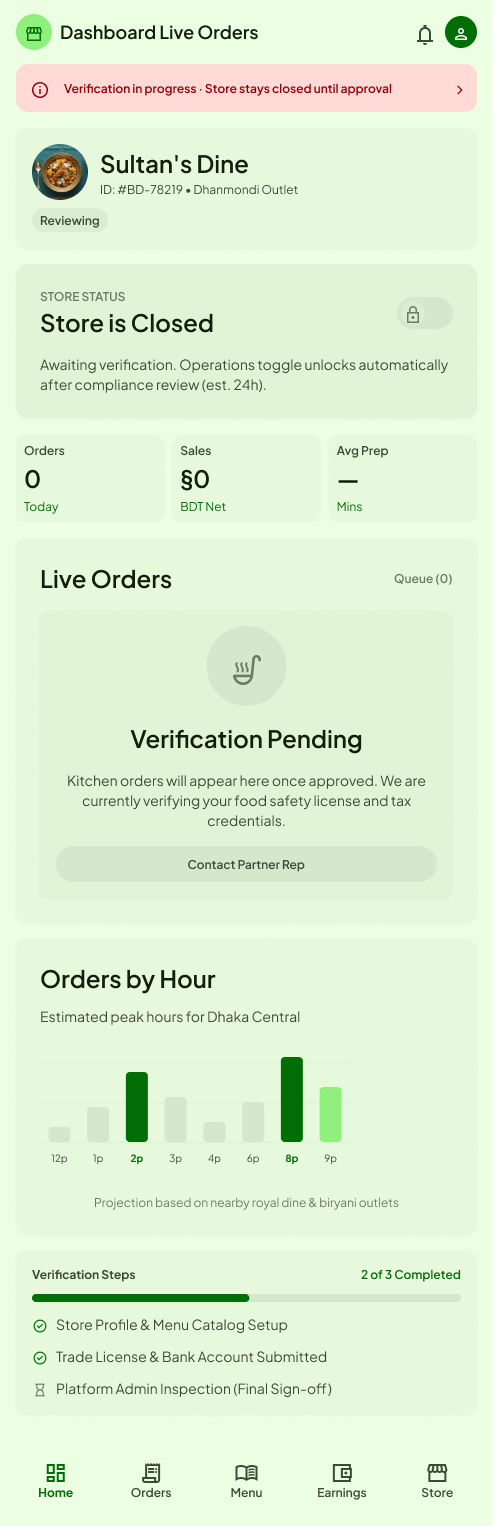 Dashboard Live Orders
Verification in progress · Store stays closed until approval
Sultan's Dine
ID: #BD-78219 • Dhanmondi Outlet
Reviewing
STORE STATUS
Store is Closed
Awaiting verification. Operations toggle unlocks automatically
after compliance review (est. 24h).
Orders
0
Today
Sales
§0
BDT Net
Avg Prep
—
Mins
Live Orders
Queue (0)
Verification Pending
Kitchen orders will appear here once approved. We are
currently verifying your food safety license and tax
credentials.
Contact Partner Rep
Orders by Hour
Estimated peak hours for Dhaka Central
12p 1p 2p 3p 4p 6p 8p 9p
Projection based on nearby royal dine & biryani outlets
Verification Steps
2 of 3 Completed
Store Profile & Menu Catalog Setup
Trade License & Bank Account Submitted
Platform Admin Inspection (Final Sign-off)
Home Orders Menu Earnings Store